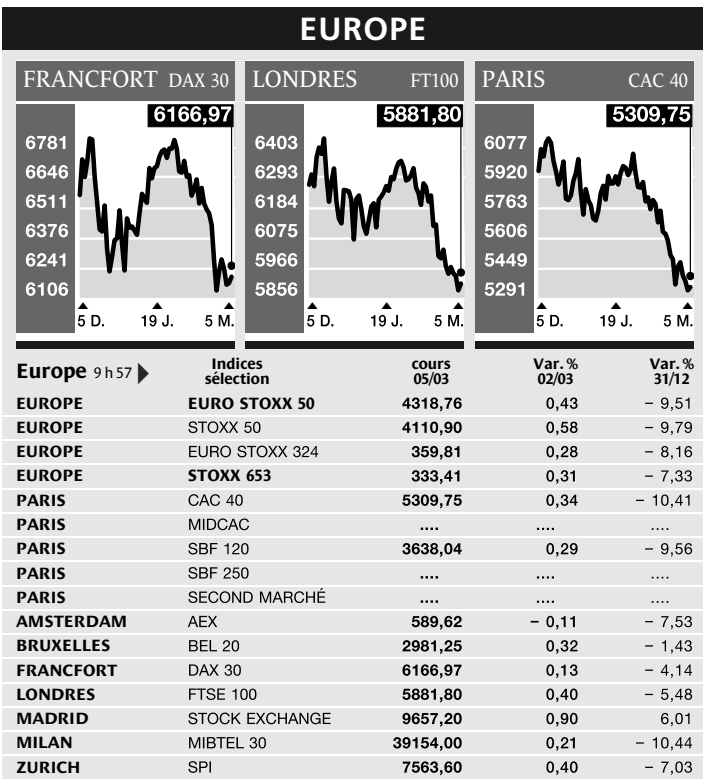 EUROPE
FRANCFORT DAX 30
6166,97
6781
6646
6511
6376
6241
6106
5 D. 19 J. 5 M.
LONDRES FT100
5881,80
6403
6293
6184
6075
5966
5856
5 D. 19 J. 5 M.
PARIS CAC 40
5309,75
6077
5920
5763
5606
5449
5291
5 D. 19 J. 5 M.
Europe 9 h 57 Indices sélection cours 05/03 Var. % 02/03 Var. % 31/12
EUROPE EURO STOXX 50 4318,76 0,43 – 9,51
EUROPE STOXX 50 4110,90 0,58 – 9,79
EUROPE EURO STOXX 324 359,81 0,28 – 8,16
EUROPE STOXX 653 333,41 0,31 – 7,33
PARIS CAC 40 5309,75 0,34 – 10,41
PARIS MIDCAC .... .... ....
PARIS SBF 120 3638,04 0,29 – 9,56
PARIS SBF 250 .... .... ....
PARIS SECOND MARCHÉ .... .... ....
AMSTERDAM AEX 589,62 – 0,11 – 7,53
BRUXELLES BEL 20 2981,25 0,32 – 1,43
FRANCFORT DAX 30 6166,97 0,13 – 4,14
LONDRES FTSE 100 5881,80 0,40 – 5,48
MADRID STOCK EXCHANGE 9657,20 0,90 6,01
MILAN MIBTEL 30 39154,00 0,21 – 10,44
ZURICH SPI 7563,60 0,40 – 7,03